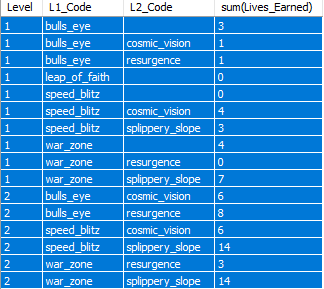 Level L1_Code L2_Code sum(Lives_Earned)
1 bulls_eye 3
1 bulls_eye cosmic_vision 1
1 bulls_eye resurgence 1
1 leap_of_faith 0
1 speed_blitz 0
1 speed_blitz cosmic_vision 4
1 speed_blitz splippery_slope 3
1 war_zone 4
1 war_zone resurgence 0
1 war_zone splippery_slope 7
2 bulls_eye cosmic_vision 6
2 bulls_eye resurgence 8
2 speed_blitz cosmic_vision 6
2 speed_blitz splippery_slope 14
2 war_zone resurgence 3
2 war_zone splippery_slope 14